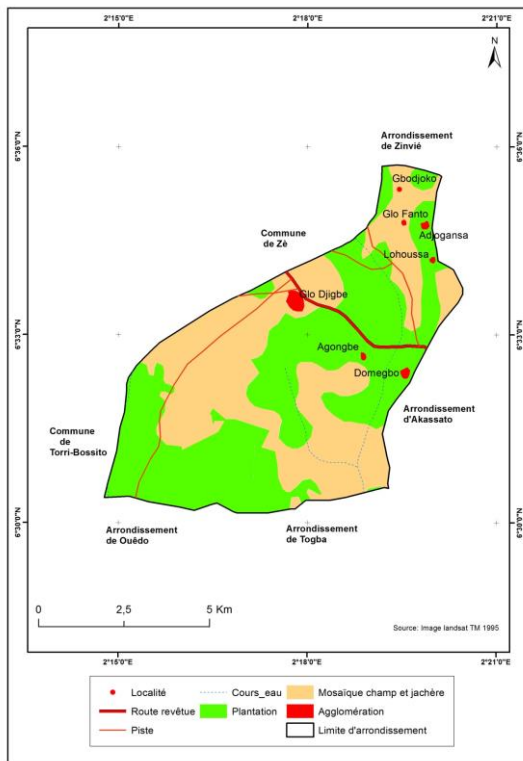 2°15'0"E
2°18'0"E
2°21'0"E
N
6°36'0"N
6°36'0"N
Arrondissement
de Zinvié
Gbodjoko
Glo Fanto
Adjogansa
Lohoussa
Commune
de Zè
Glo Djigbe
6°33'0"N
6°33'0"N
Agongbe
Domegbo
Arrondissement
d'Akassato
Commune
de
Torri-Bossito
6°30'0"N
6°30'0"N
Arrondissement
de Ouêdo
Arrondissement
de Togba
0
2,5
5 Km
Source: Image landsat TM 1995
2°15'0"E
2°18'0"E
2°21'0"E
Localité
Cours_eau
Mosaïque champ et jachère
Route revêtue
Plantation
Agglomération
Piste
Limite d'arrondissement